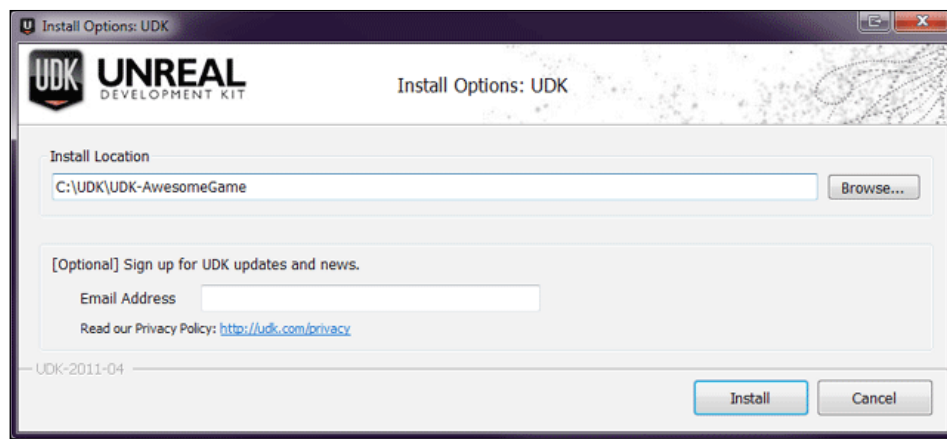 Install Options: UDK
UDK UNREAL
DEVELOPMENT KIT
Install Options: UDK
Install Location
C:\UDK\UDK-AwesomeGame
Browse...
[Optional] Sign up for UDK updates and news.
Email Address
Read our Privacy Policy: http://udk.com/privacy
UDK-2011-04
Install
Cancel